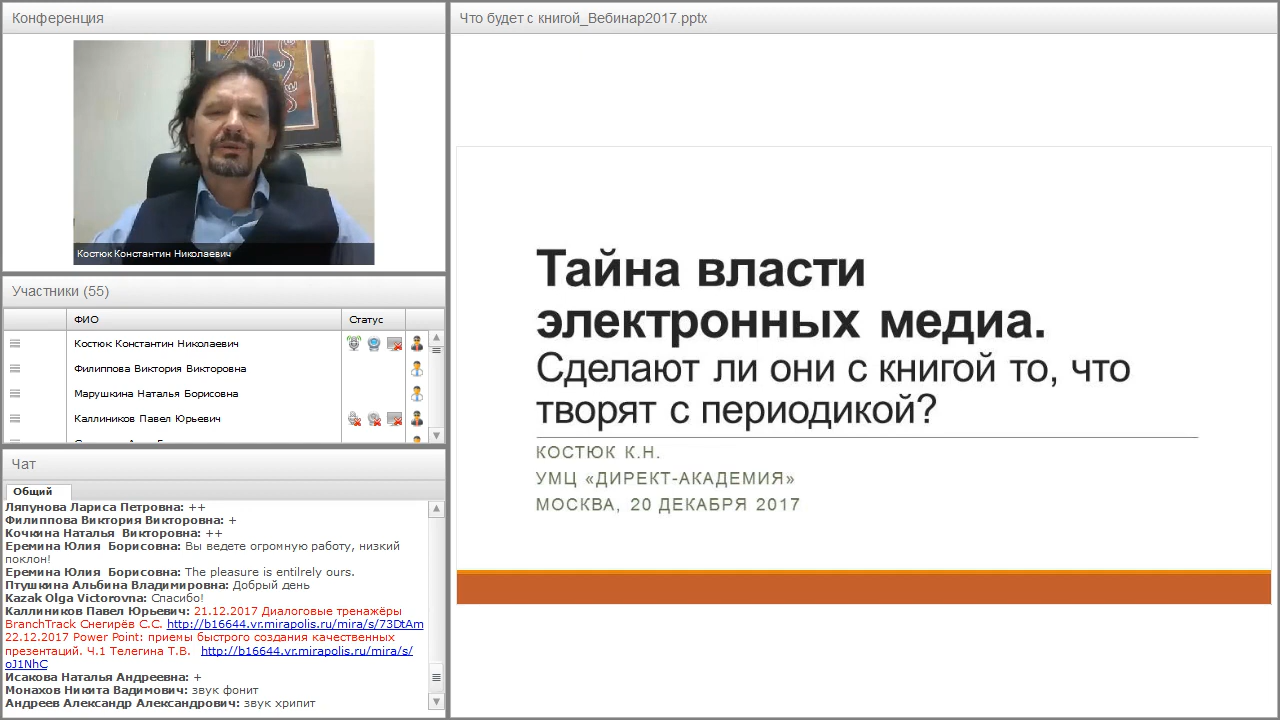 Конференция
Костюк Константин Николаевич
Участники (55)
ФИО
Статус
Костюк Константин Николаевич
Филиппова Виктория Викторовна
Марушкина Наталья Борисовна
Каллиников Павел Юрьевич
Чат
Общий
Ляпунова Лариса Петровна: ++
Филиппова Виктория Викторовна: +
Кочкина Наталья Викторовна: ++
Еремина Юлия Борисовна: Вы ведете огромную работу, низкий
поклон!
Еремина Юлия Борисовна: The pleasure is entilrely ours.
Птушкина Альбина Владимировна: Добрый день
Kazak Olga Victorovna: Спасибо!
Каллиников Павел Юрьевич: 21.12.2017 Диалоговые тренажёры
BranchTrack Снегирёв С.С. http://b16644.vr.mirapolis.ru/mira/s/73DtAm
22.12.2017 Power Point: приемы быстрого создания качественных
презентаций. Ч.1 Телегина Т.В. http://b16644.vr.mirapolis.ru/mira/s/
oJ1NhC
Исакова Наталья Андреевна: +
Монахов Никита Вадимович: звук фонит
Андреев Александр Александрович: звук хрипит
Что будет с книгой_Вебинар2017.pptx
Тайна власти
электронных медиа.
Сделают ли они с книгой то, что
творят с периодикой?
КОСТЮК К.Н.
УМЦ «ДИРЕКТ-АКАДЕМИЯ»
МОСКВА, 20 ДЕКАБРЯ 2017